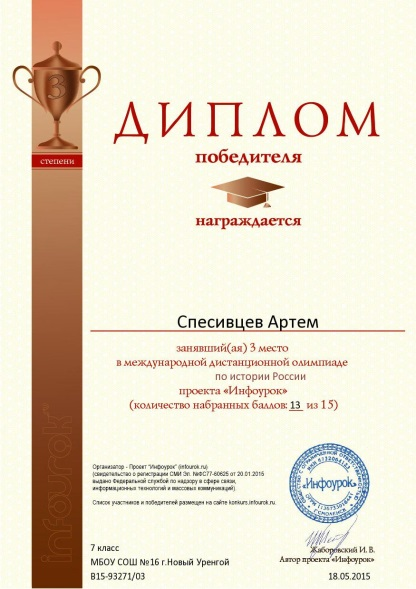 3
степени
ДИПЛОМ
победителя
награждается
Спесивцев Артем
занявший(ая) 3 место
в международной дистанционной олимпиаде
по истории России
проекта «Инфоурок»
(количество набранных баллов: 13 из 15)
infourok
Организатор - Проект "Инфоурок" (infourok.ru)
(свидетельство о регистрации СМИ Эл. №ФС77-60625 от 20.01.2015
выдано Федеральной службой по надзору в сфере связи,
информационных технологий и массовых коммуникаций).
Список участников и победителей размещен на сайте konkurs.infourok.ru.
«Инфоурок»
7 класс
МБОУ СОШ №16 г.Новый Уренгой
В15-93271/03
Жаборовский И. В.
Автор проекта «Инфоурок»
18.05.2015